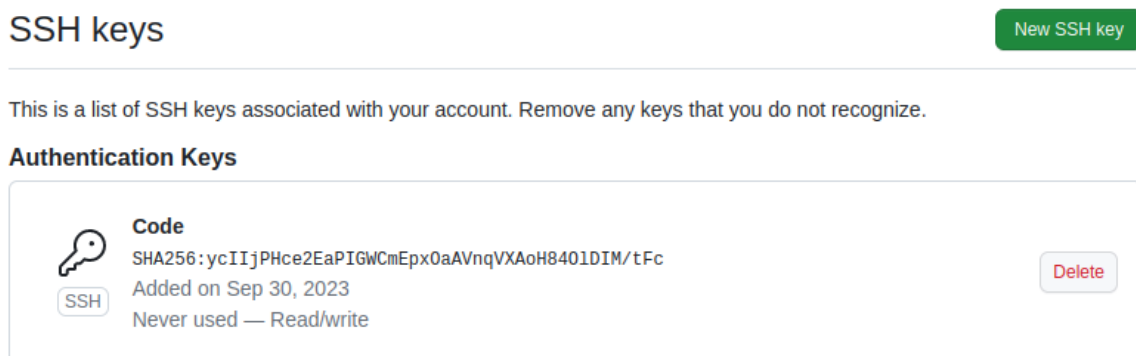 SSH keys
New SSH key
This is a list of SSH keys associated with your account. Remove any keys that you do not recognize.
Authentication Keys
Code
SHA256:ycIIjPHce2EaPIGWCmEpxOaAVnqVXAoH84OlDIM/tFc
Added on Sep 30, 2023
Never used — Read/write
SSH
Delete